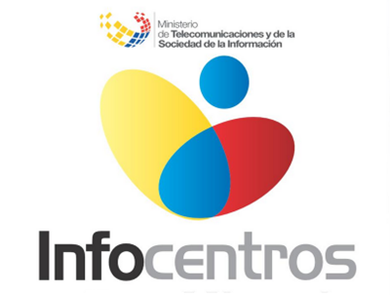 Ministerio
de Telecomunicaciones y de la
Sociedad de la Información
Infocentros